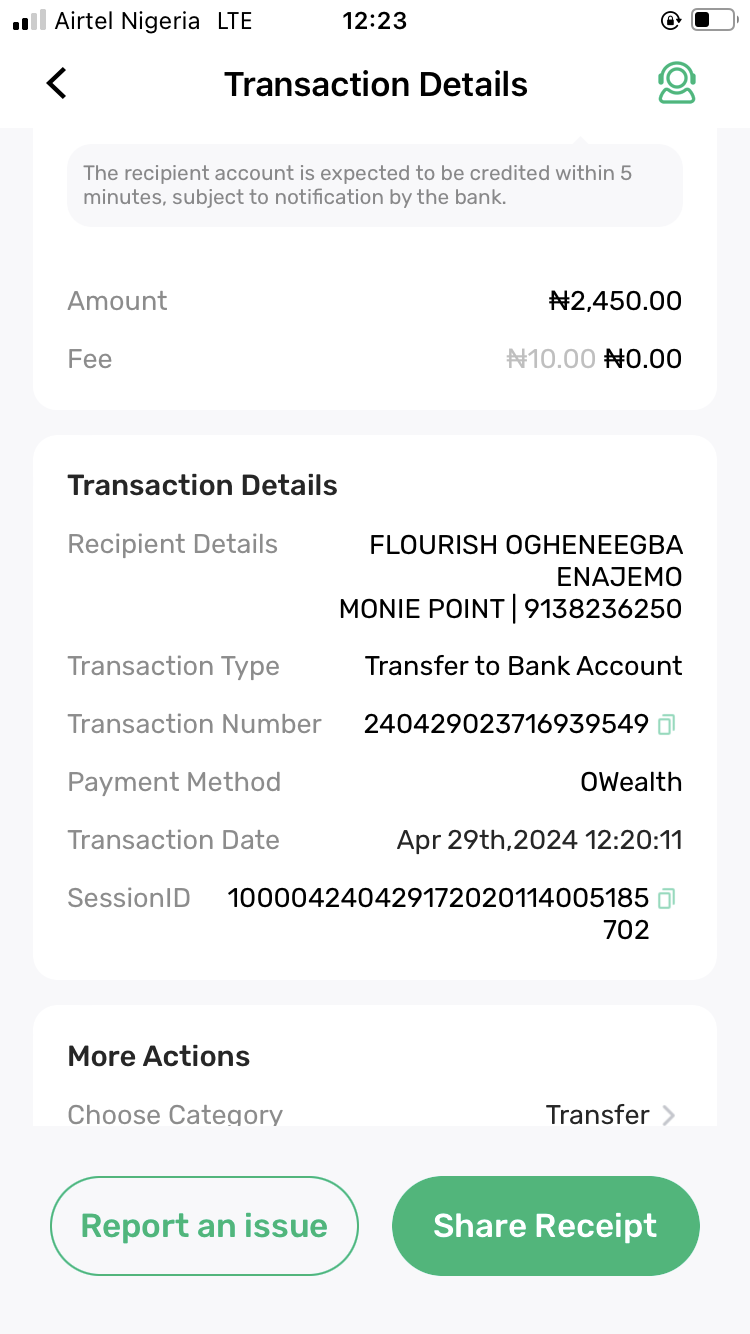 Airtel Nigeria LTE 12:23
Transaction Details
The recipient account is expected to be credited within 5
minutes, subject to notification by the bank.
Amount ₦2,450.00
Fee ₦10.00 ₦0.00
Transaction Details
Recipient Details FLOURISH OGHENEEGBA
ENAJEMO
MONIE POINT | 9138236250
Transaction Type Transfer to Bank Account
Transaction Number 240429023716939549
Payment Method OWealth
Transaction Date Apr 29th,2024 12:20:11
SessionID 100004240429172020114005185
702
More Actions
Choose Category Transfer
Report an issue Share Receipt